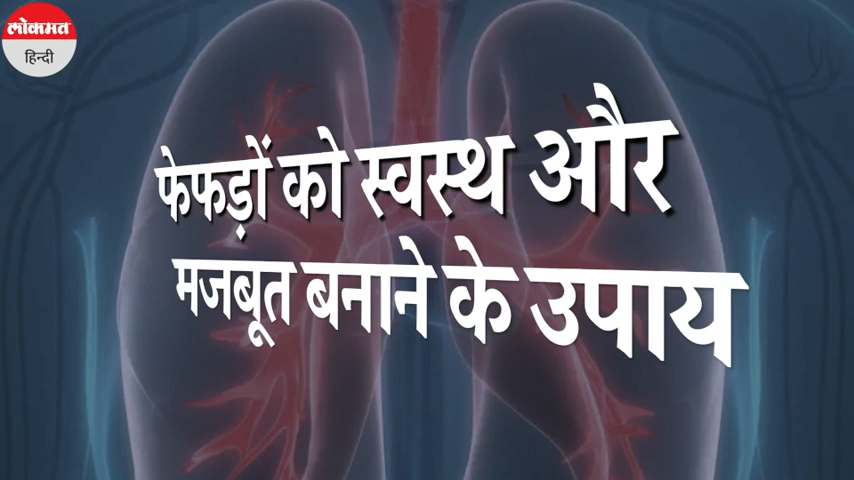 लोकमत
हिन्दी
फेफड़ों को स्वस्थ और
मजबूत बनाने के उपाय